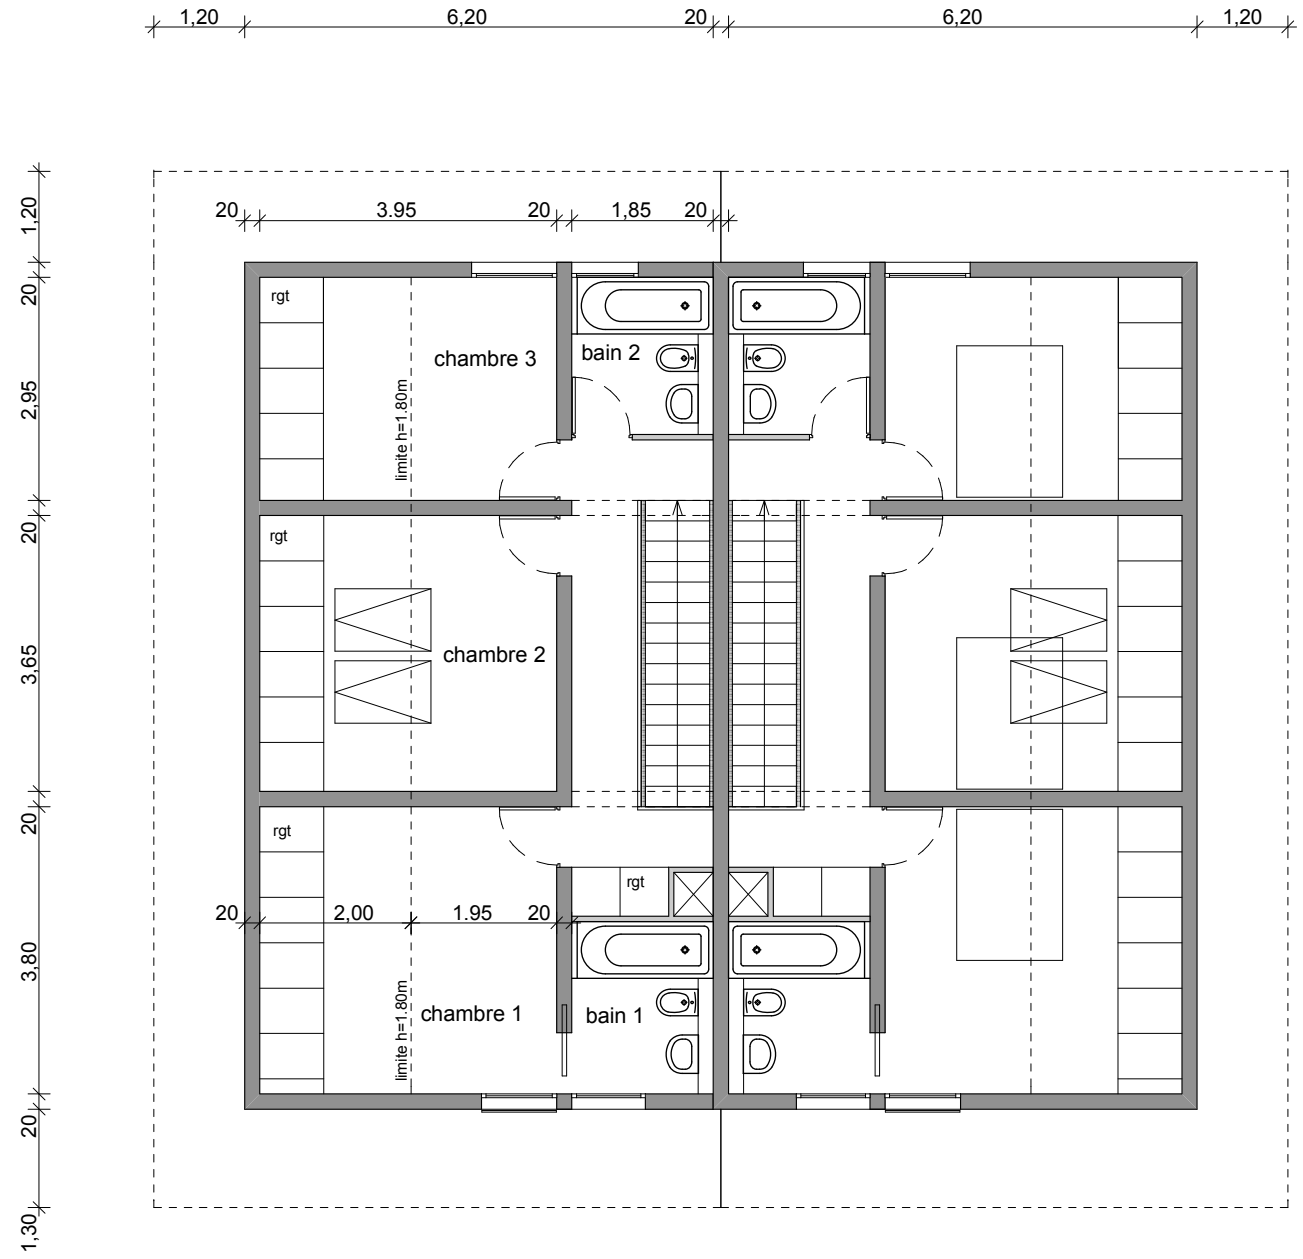 1,20 6,20 20 6,20 1,20
1,20
20 3.95 20 1,85 20
20
rgt
2,95
chambre 3
bain 2
limite h=1.80m
20
rgt
3,65
chambre 2
20
rgt
rgt
20 2,00 1.95 20
3,80
limite h=1.80m
chambre 1
bain 1
20
1,30